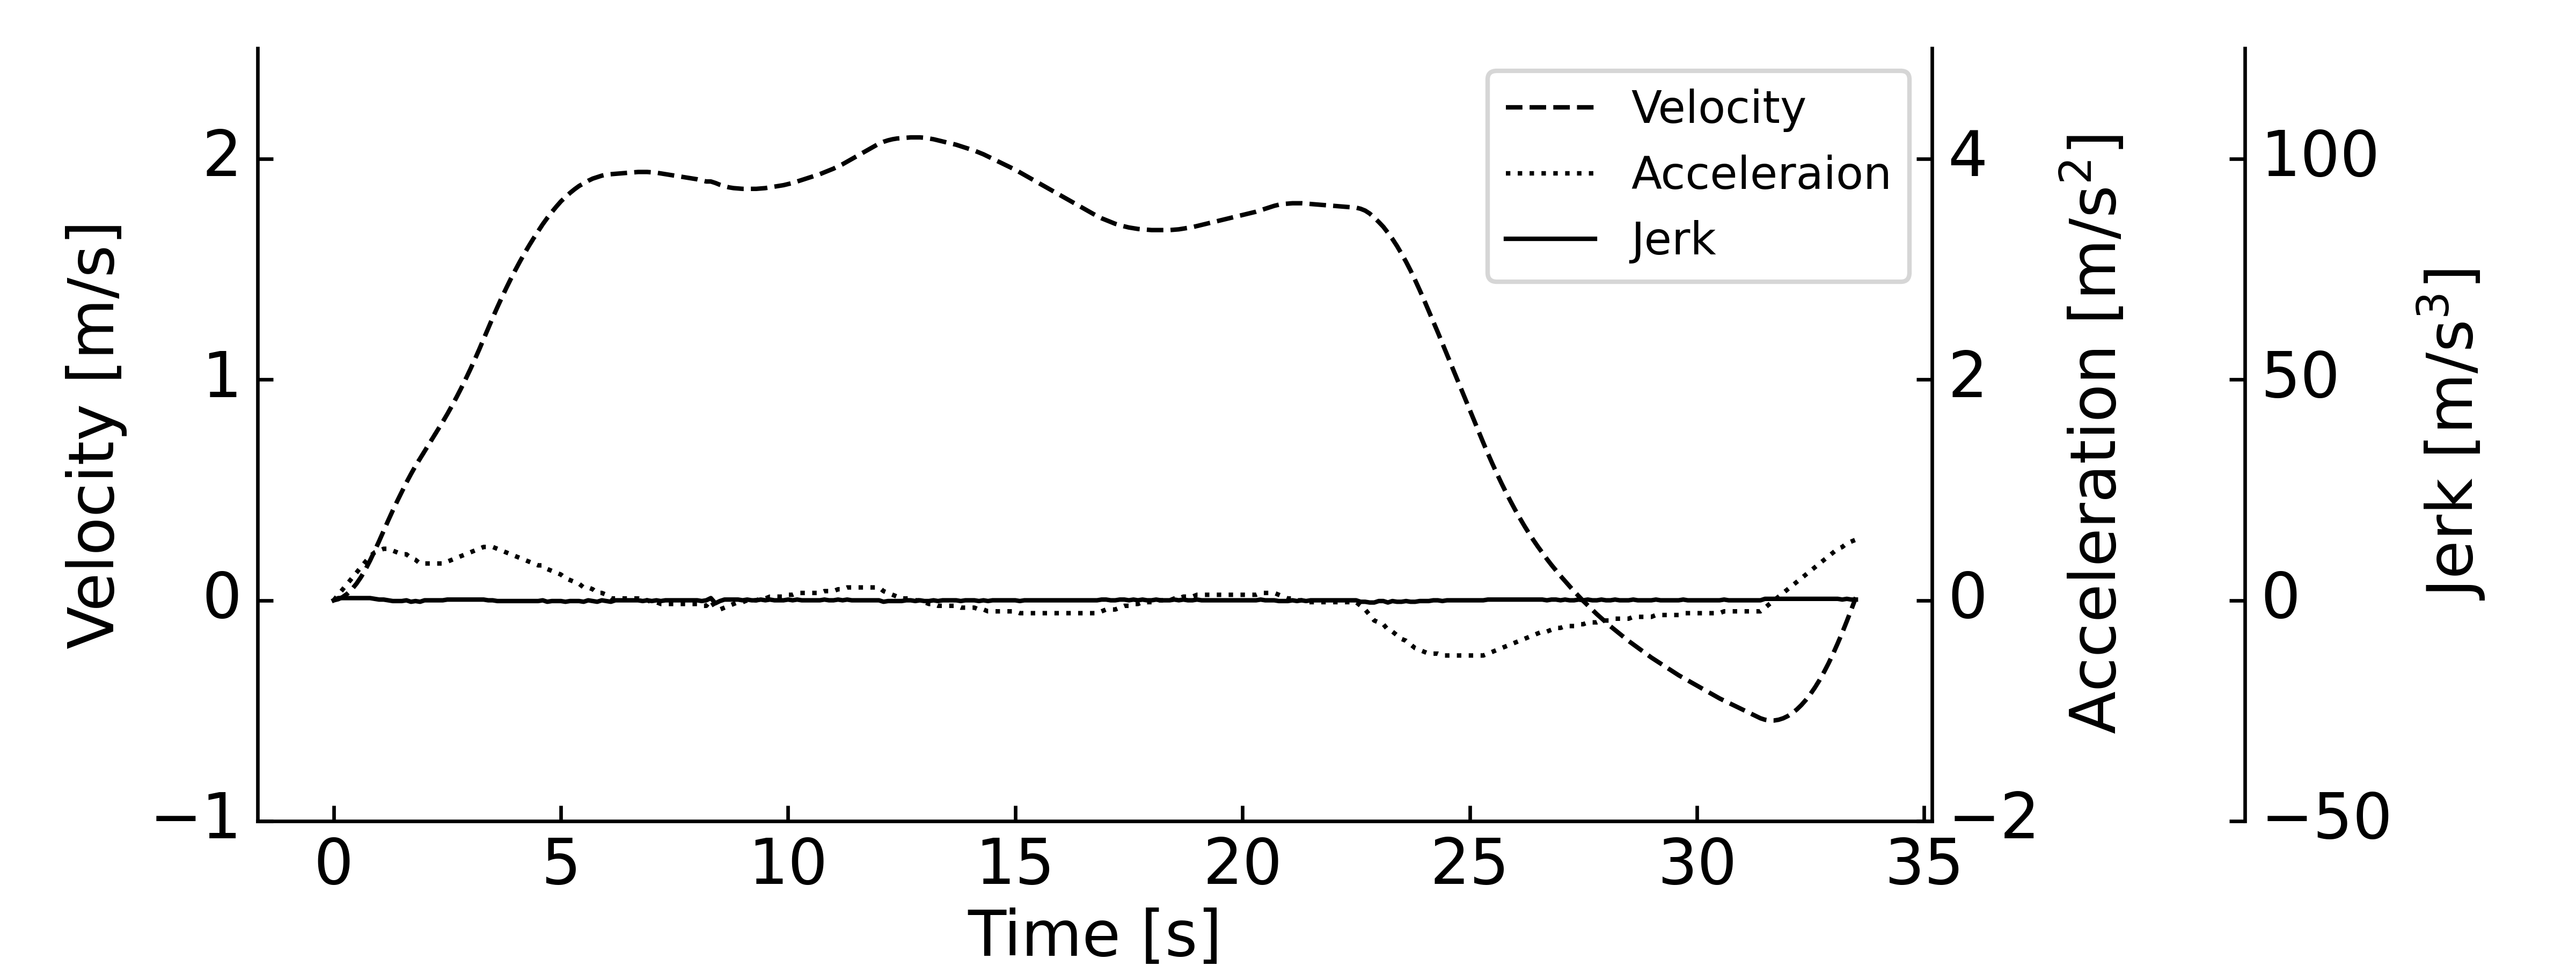 Velocity [m/s]
2
1
0
−1
0 5 10 15 20 25 30 35
Time [s]
Velocity
Acceleraion
Jerk
4
2
0
−2
Acceleration [m/s²]
100
50
0
−50
Jerk [m/s³]